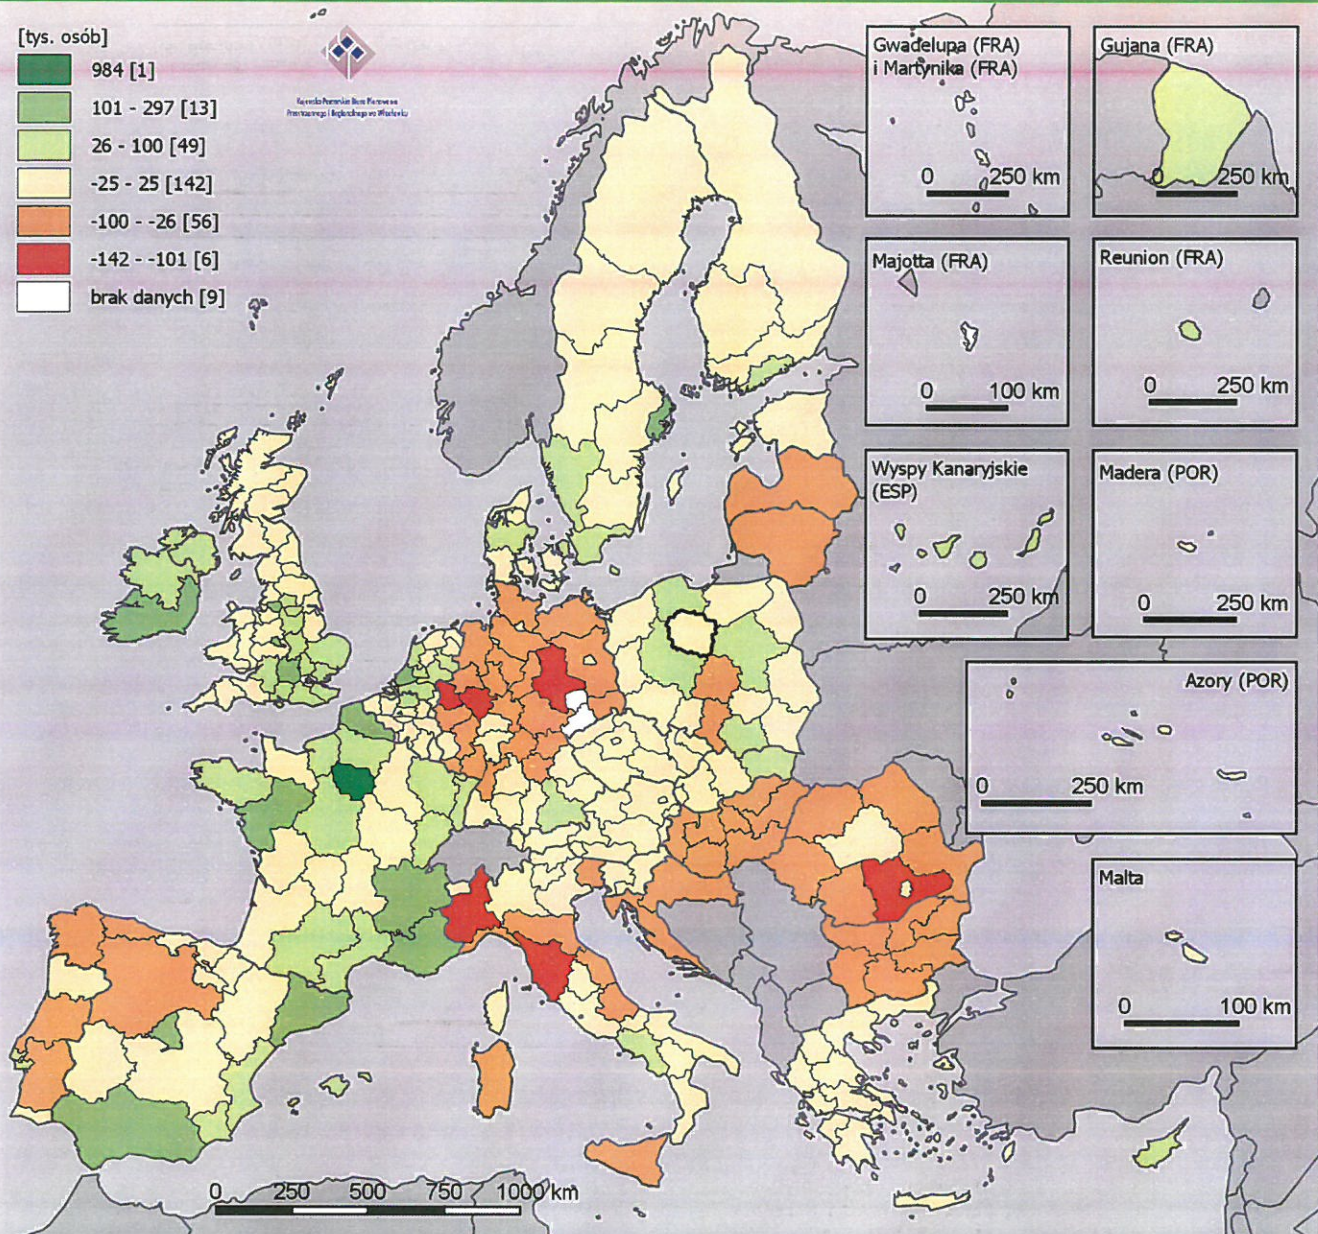 [tys. osób]
984 [1]
101 - 297 [13]
26 - 100 [49]
-25 - 25 [142]
-100 - -26 [56]
-142 - -101 [6]
brak danych [9]
Gwadelupa (FRA)
i Martynika (FRA)
0 250 km
Gujana (FRA)
0 250 km
Majotta (FRA)
0 100 km
Reunion (FRA)
0 250 km
Wyspy Kanaryjskie
(ESP)
0 250 km
Madera (POR)
0 250 km
Azory (POR)
0 250 km
Malta
0 100 km
0 250 500 750 1000 km